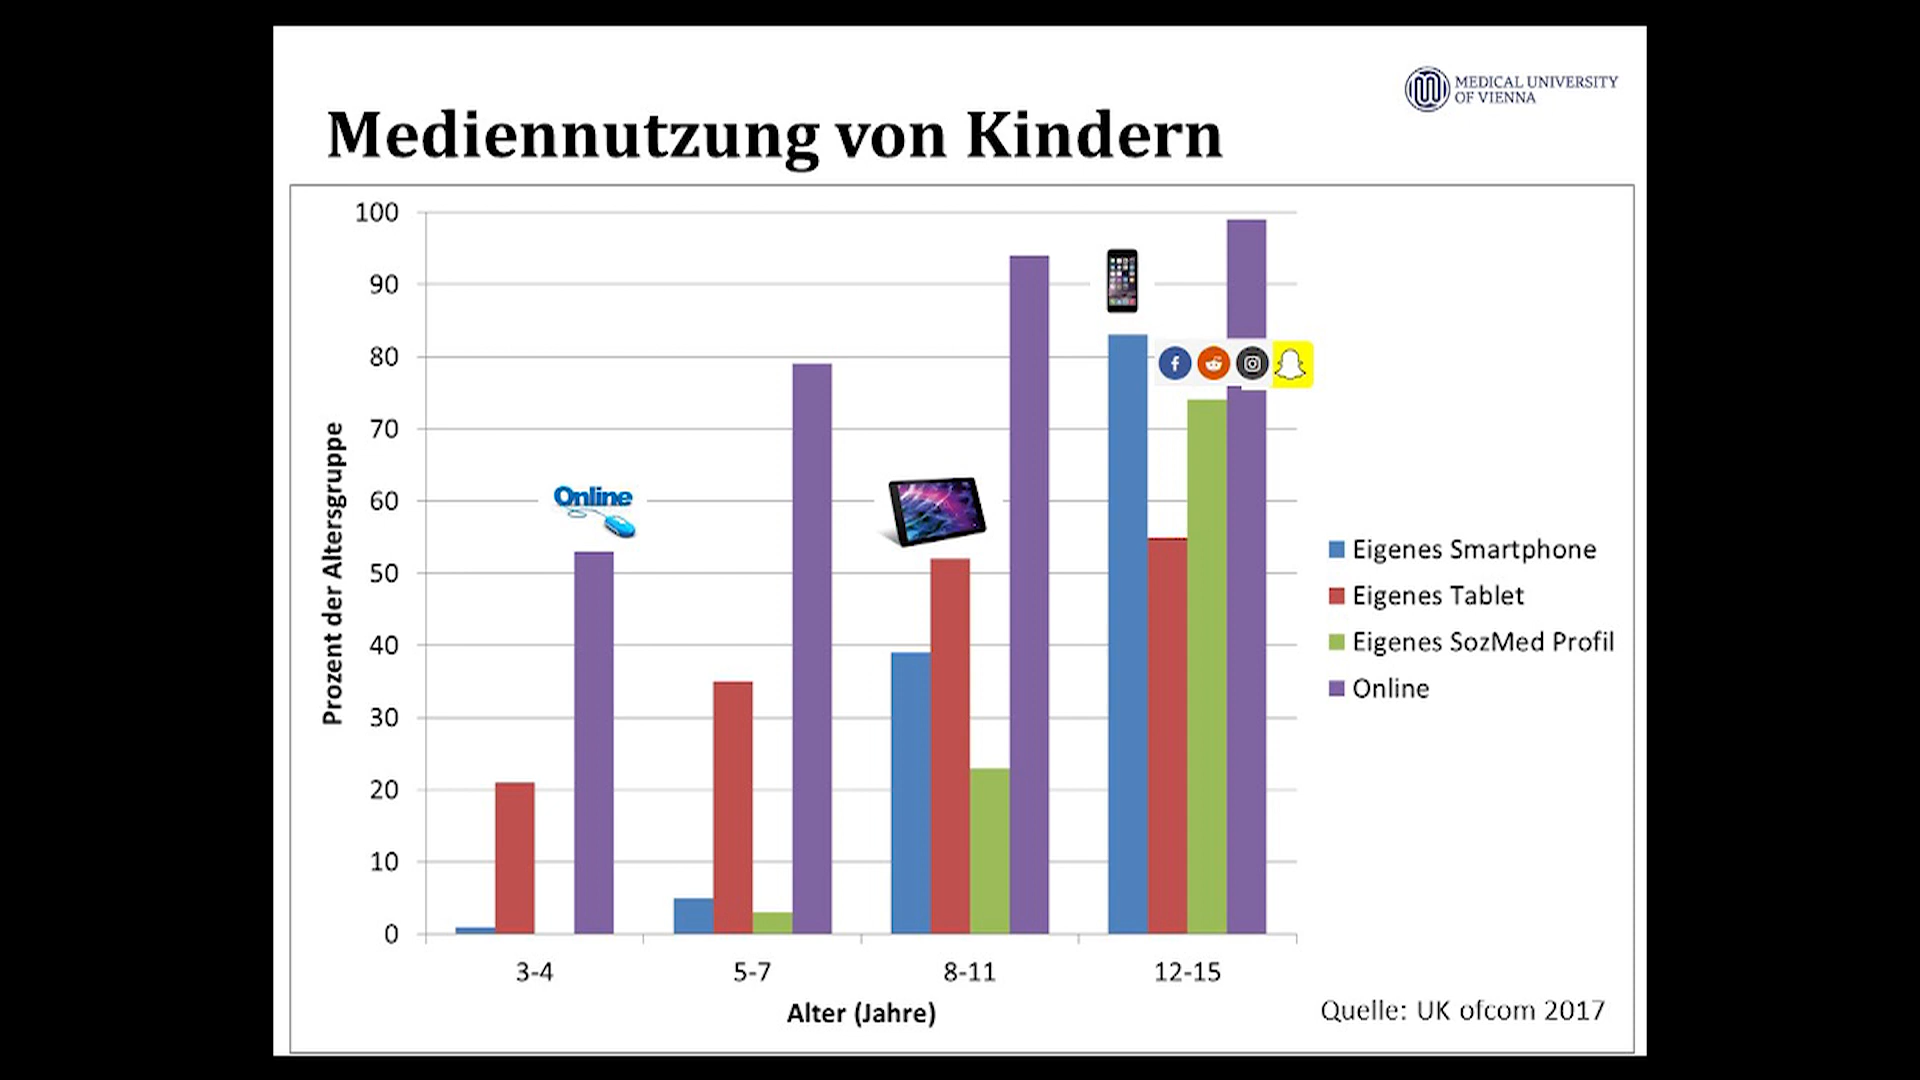 MEDICAL UNIVERSITY
OF VIENNA
Mediennutzung von Kindern
100
90
80
70
60
50
40
30
20
10
0
Prozent der Altersgruppe
Online
f
Eigenes Smartphone
Eigenes Tablet
Eigenes SozMed Profil
Online
3-4
5-7
8-11
12-15
Alter (Jahre)
Quelle: UK ofcom 2017